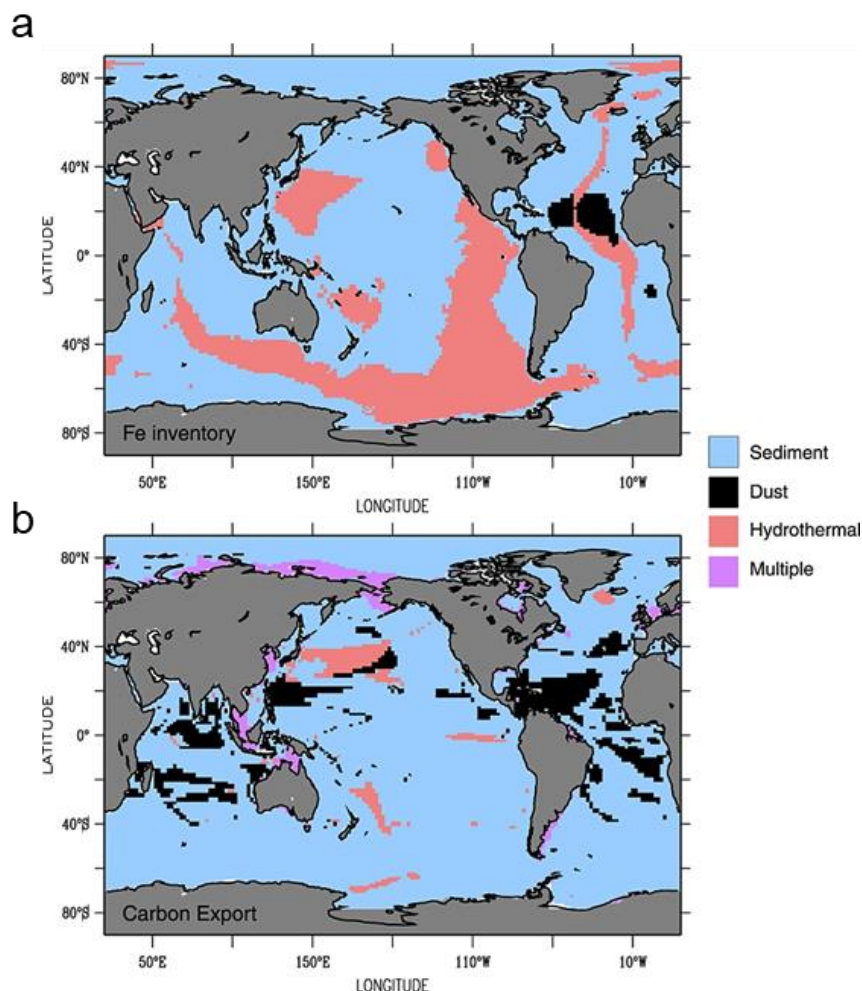 a
80°N
40°N
0°
40°S
80°S
LATITUDE
Fe inventory
50°E
150°E
110°W
10°W
LONGITUDE
Sediment
Dust
Hydrothermal
Multiple
b
80°N
40°N
0°
40°S
80°S
LATITUDE
Carbon Export
50°E
150°E
110°W
10°W
LONGITUDE